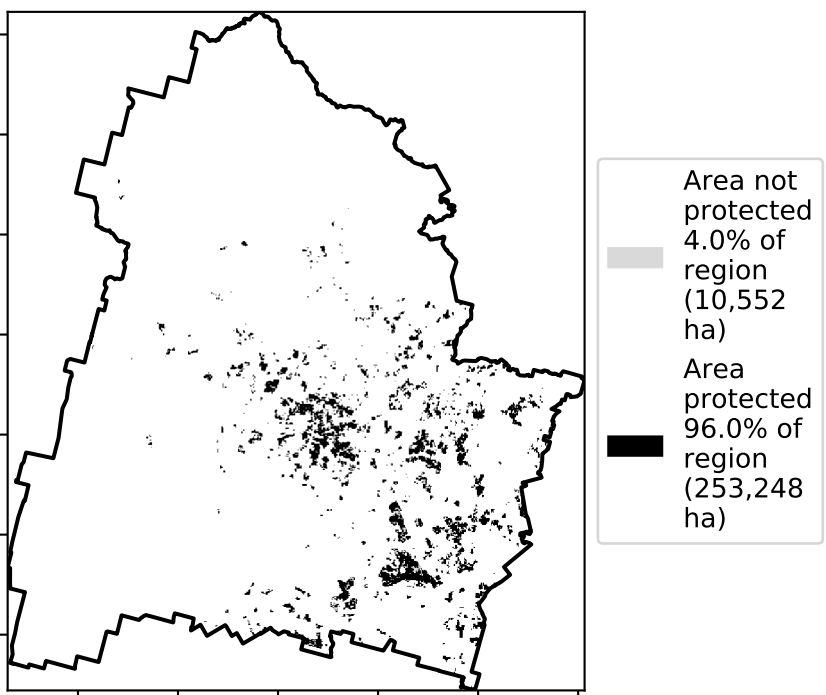 Area not
protected
4.0% of
region
(10,552
ha)
Area
protected
96.0% of
region
(253,248
ha)